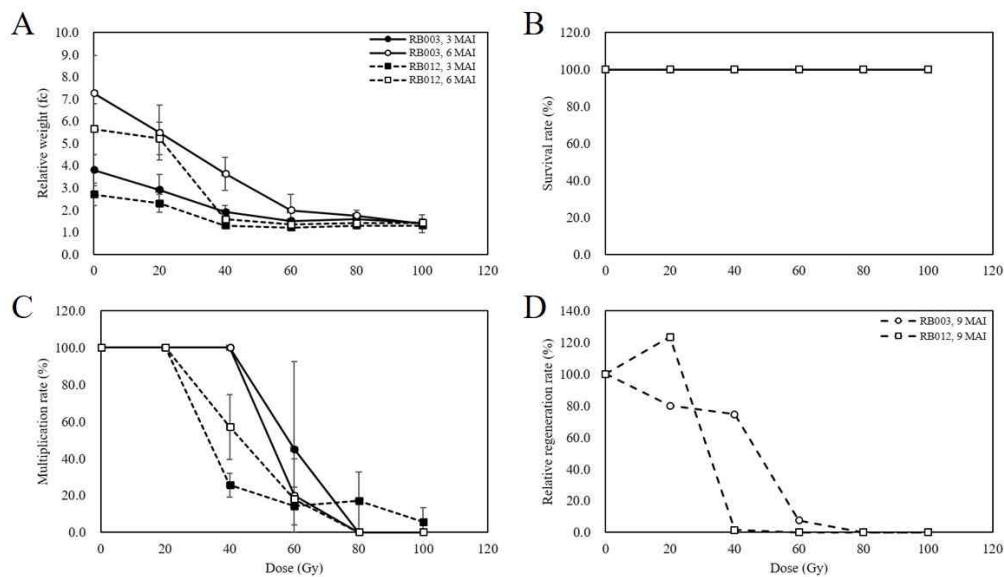 A
Relative weight (fc)
10.0
9.0
8.0
7.0
6.0
5.0
4.0
3.0
2.0
1.0
0.0
0 20 40 60 80 100 120
RB003, 3 MAI
RB003, 6 MAI
RB012, 3 MAI
RB012, 6 MAI
B
Survival rate (%)
120.0
100.0
80.0
60.0
40.0
20.0
0.0
0 20 40 60 80 100 120
C
Multiplication rate (%)
120.0
100.0
80.0
60.0
40.0
20.0
0.0
0 20 40 60 80 100 120
Dose (Gy)
D
Relative regeneration rate (%)
140.0
120.0
100.0
80.0
60.0
40.0
20.0
0.0
0 20 40 60 80 100 120
Dose (Gy)
RB003, 9 MAI
RB012, 9 MAI